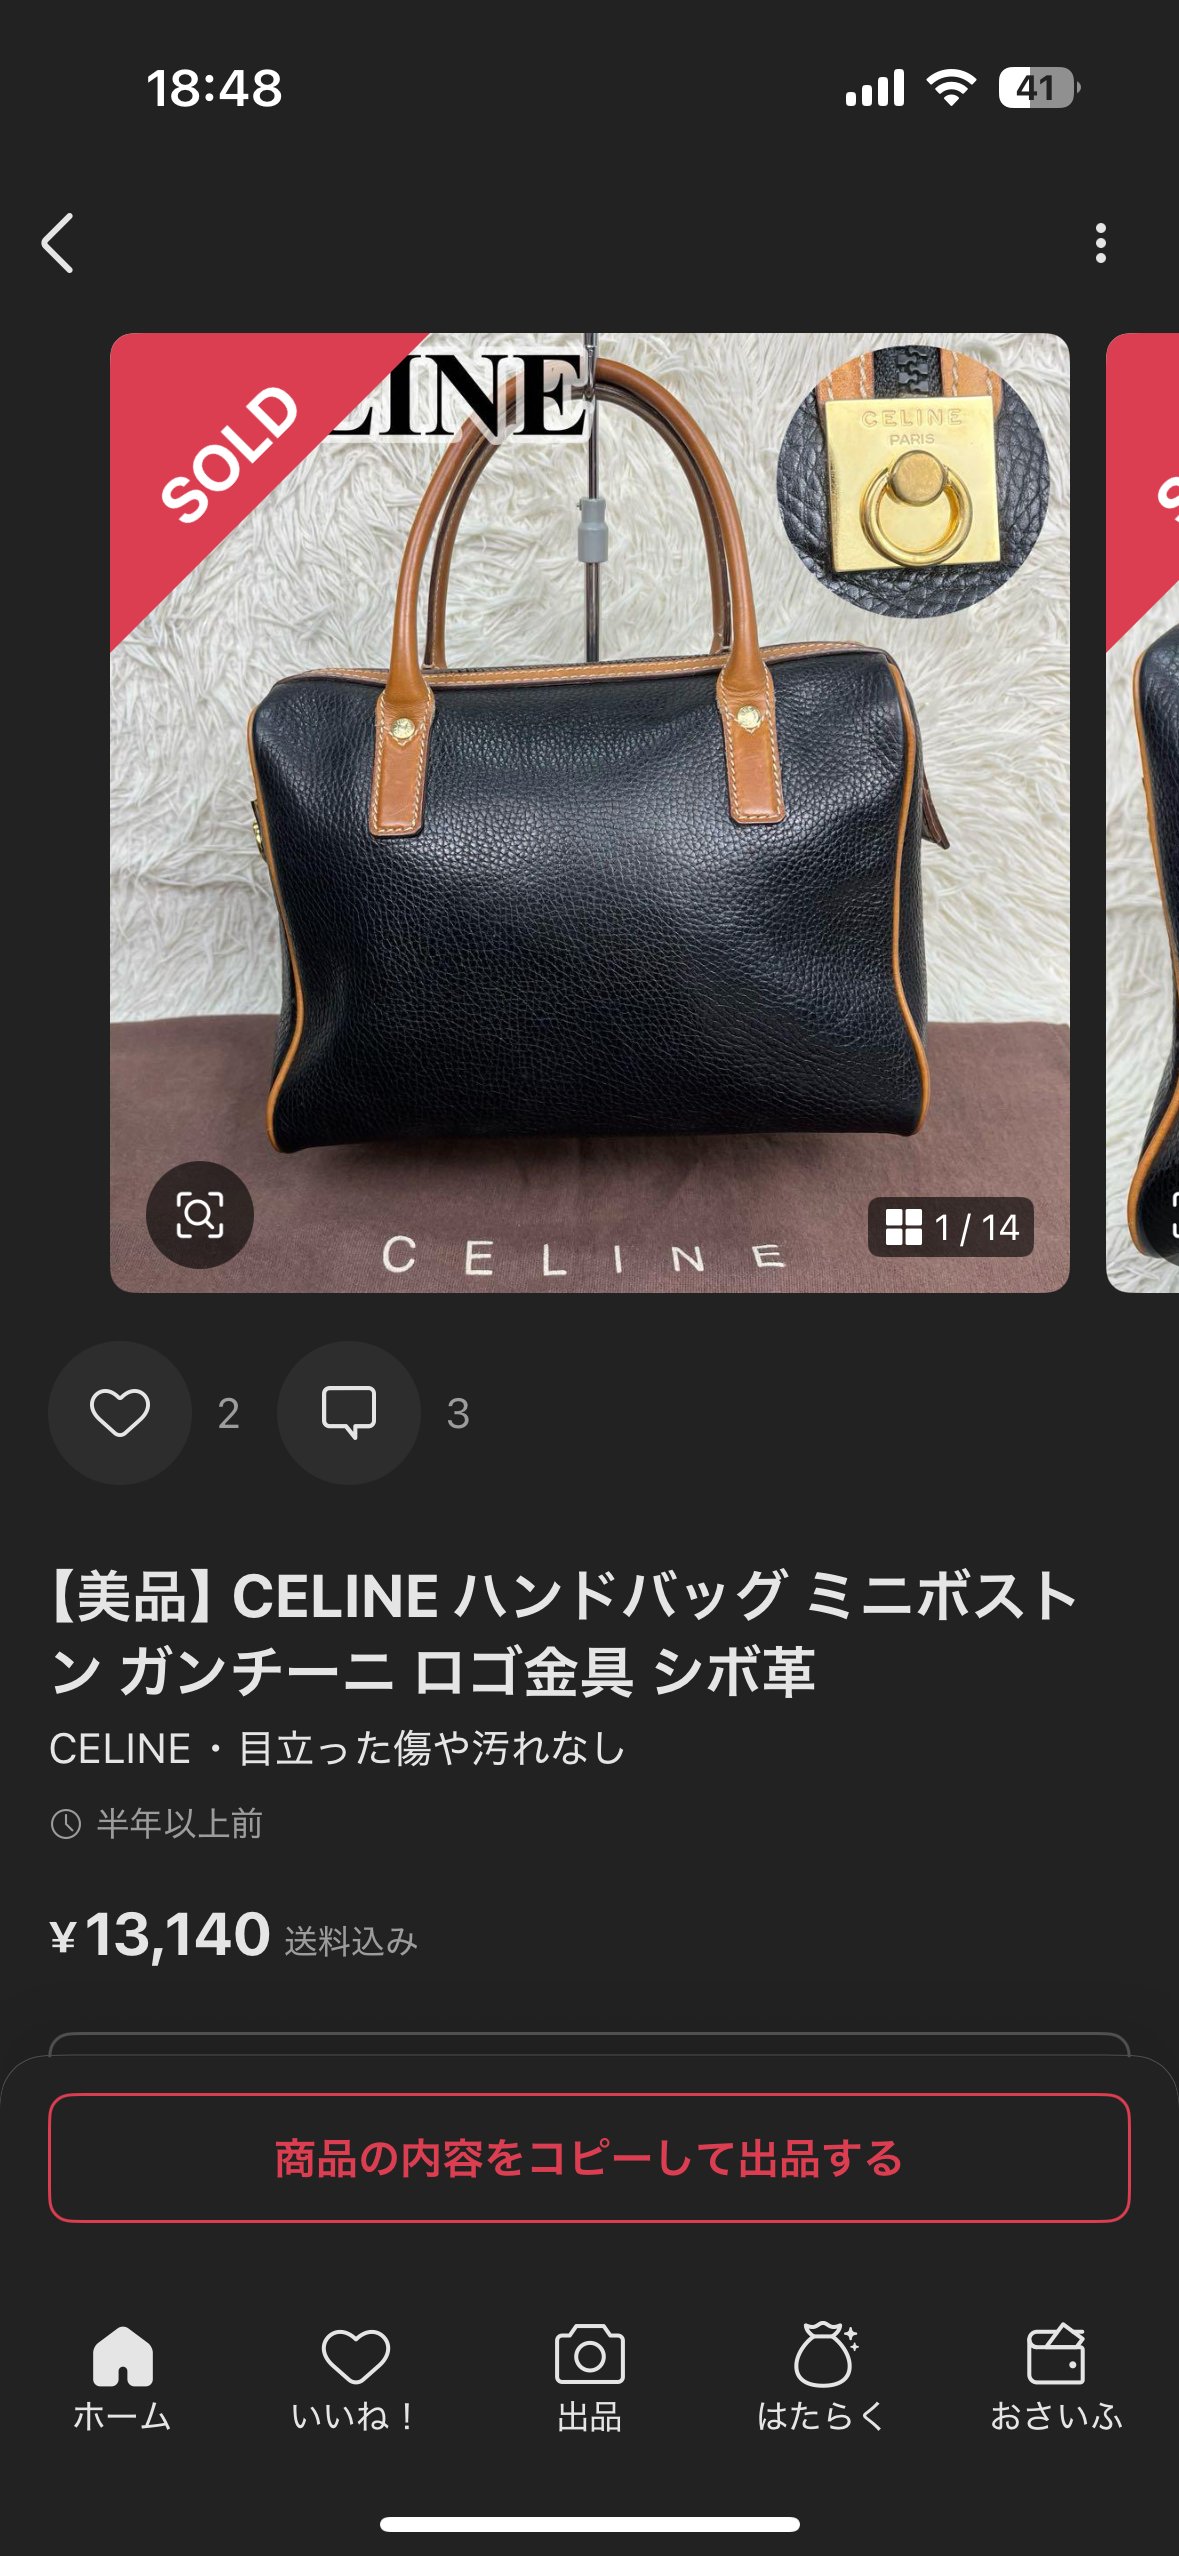 18:48
41
SOLD
LINE
CELINE
PARIS
CELINE
1 / 14
2
3
【美品】CELINE ハンドバッグ ミニボスト
ン ガンチーニ ロゴ金具 シボ革
CELINE・目立った傷や汚れなし
半年以上前
¥13,140 送料込み
商品の内容をコピーして出品する
ホーム
いいね！
出品
はたらく
おさいふ